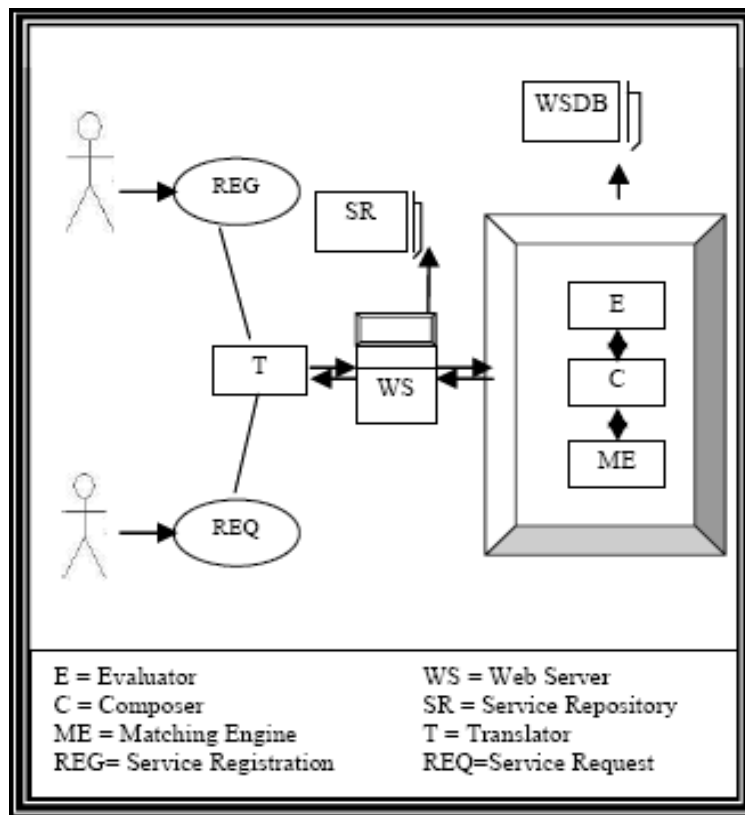 WSDB
REG
SR
E
T
C
WS
ME
REQ
E = Evaluator
C = Composer
ME = Matching Engine
REG= Service Registration
WS = Web Server
SR = Service Repository
T = Translator
REQ=Service Request